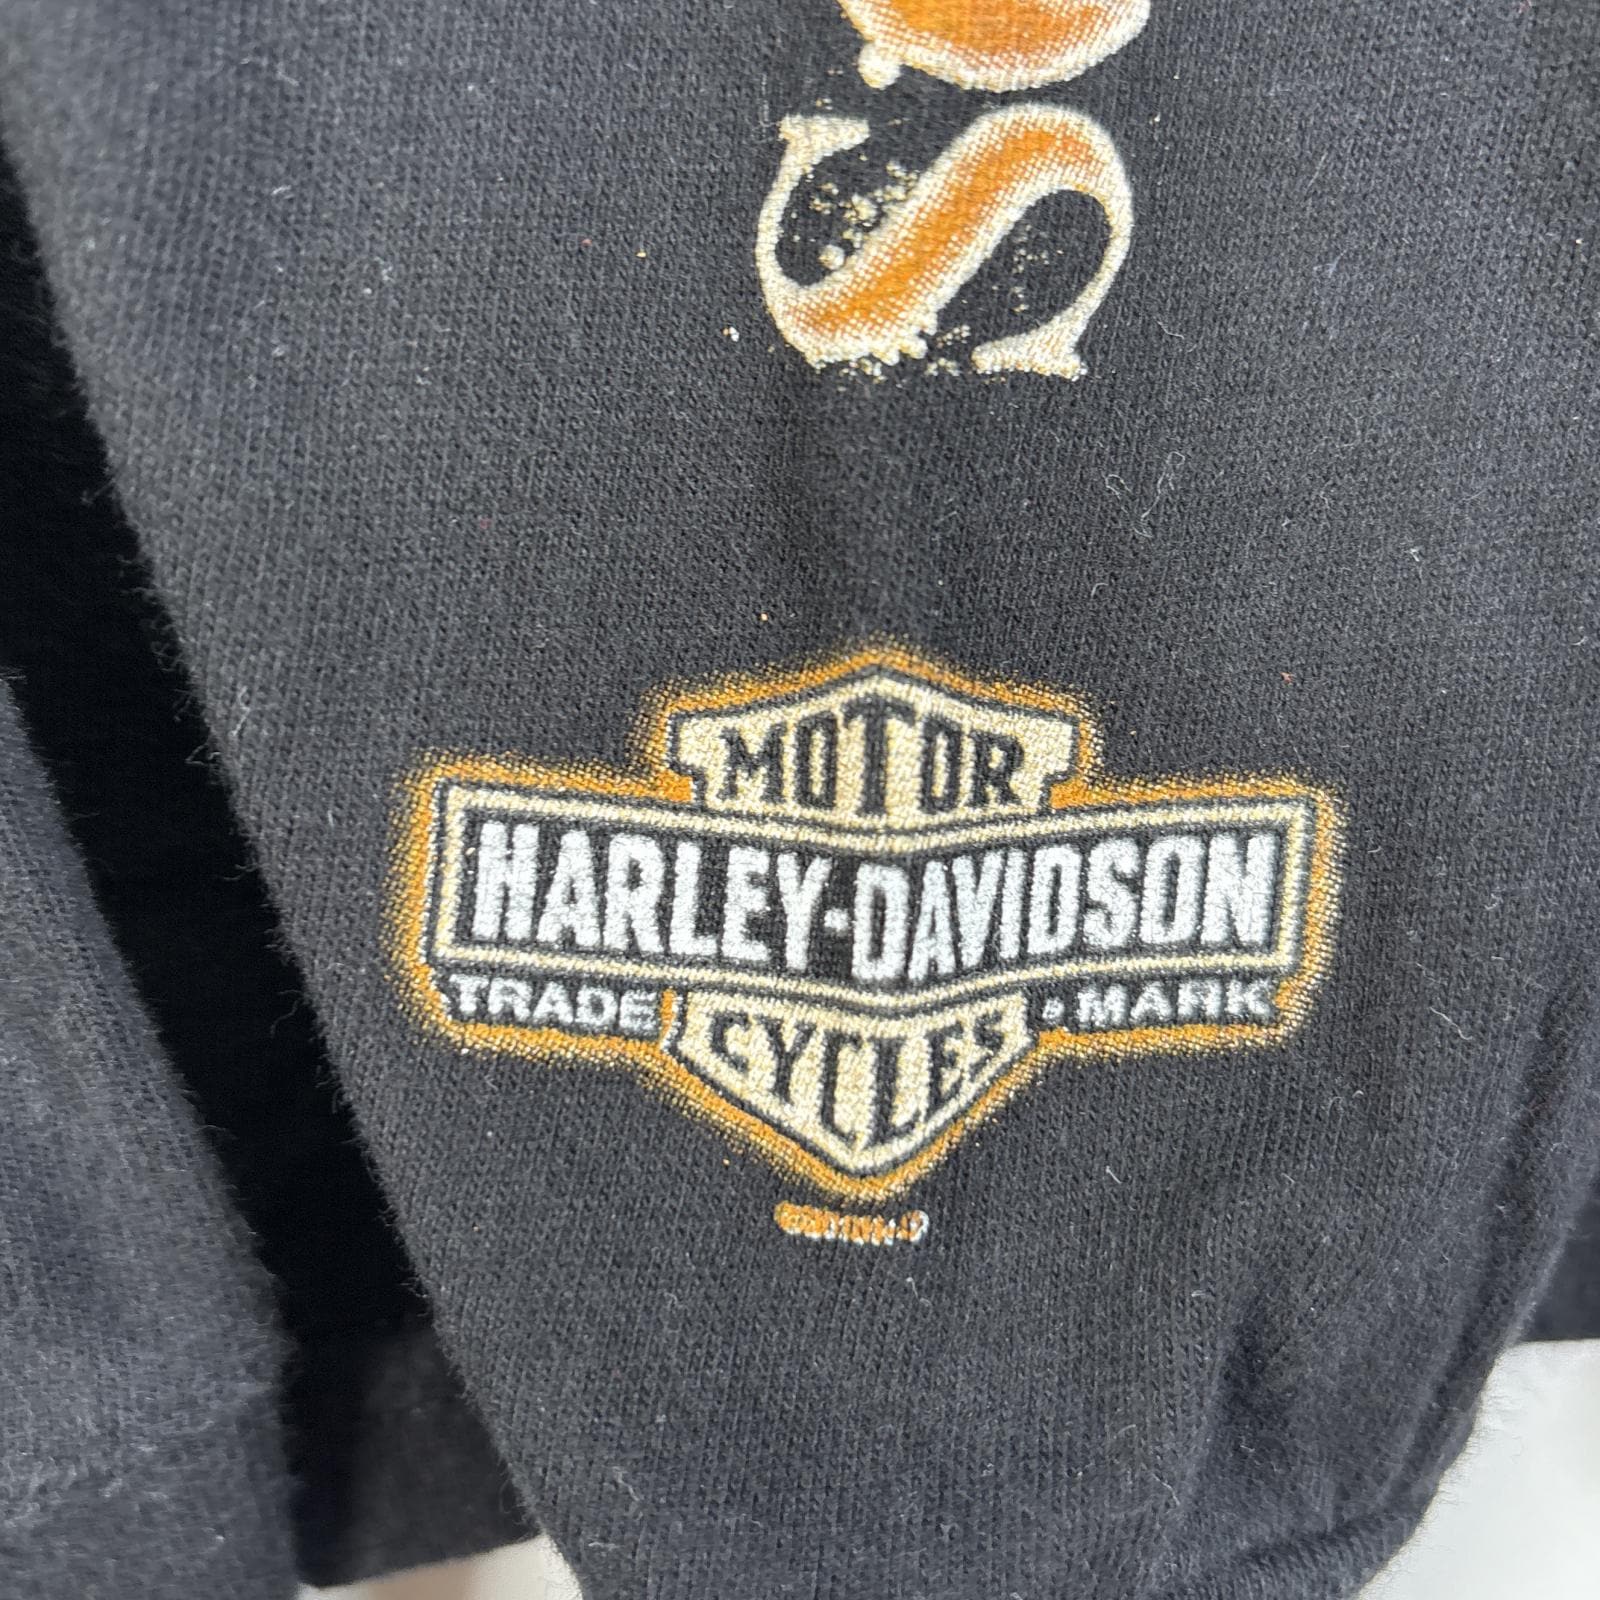 S
MOTOR
HARLEY-DAVIDSON
TRADE MARK
CYCLES